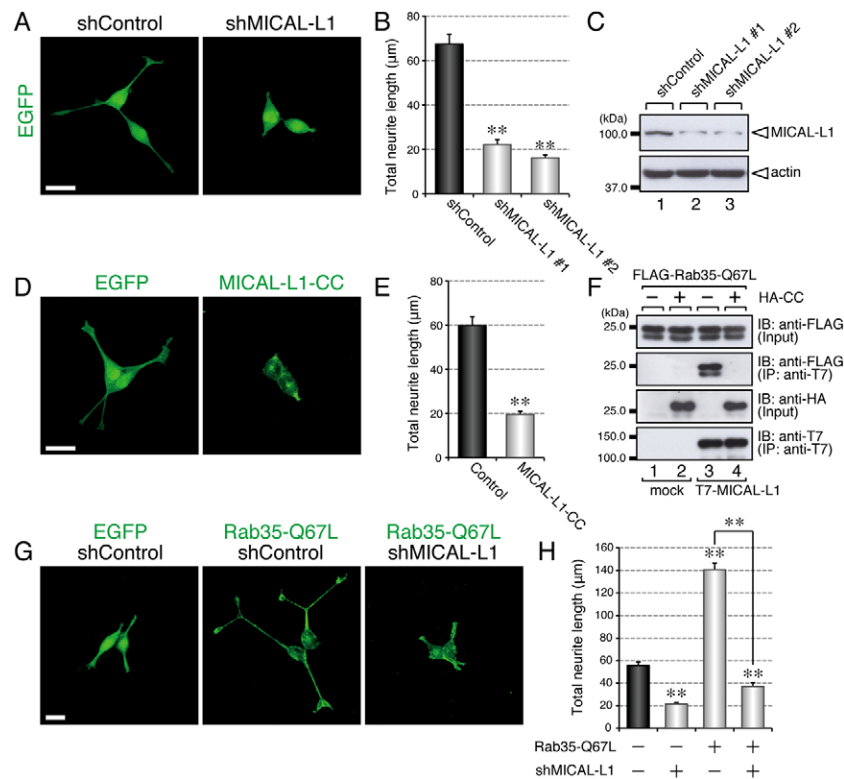 A
shControl
shMICAL-L1
EGFP
B
Total neurite length (μm)
80
60
40
20
0
**
**
shControl
shMICAL-L1 #1
shMICAL-L1 #2
C
shControl
shMICAL-L1 #1
shMICAL-L1 #2
(kDa)
100.0
MICAL-L1
actin
37.0
1 2 3
D
EGFP
MICAL-L1-CC
E
Total neurite length (μm)
80
60
40
20
0
**
Control
MICAL-L1-CC
F
FLAG-Rab35-Q67L
− + − + HA-CC
(kDa)
25.0
IB: anti-FLAG
(Input)
25.0
IB: anti-FLAG
(IP: anti-T7)
25.0
IB: anti-HA
(Input)
150.0
100.0
IB: anti-T7
(IP: anti-T7)
1 2 3 4
mock T7-MICAL-L1
G
EGFP
shControl
Rab35-Q67L
shControl
Rab35-Q67L
shMICAL-L1
H
Total neurite length (μm)
160
140
120
100
80
60
40
20
0
**
**
**
**
Rab35-Q67L − − + +
shMICAL-L1 − + − +